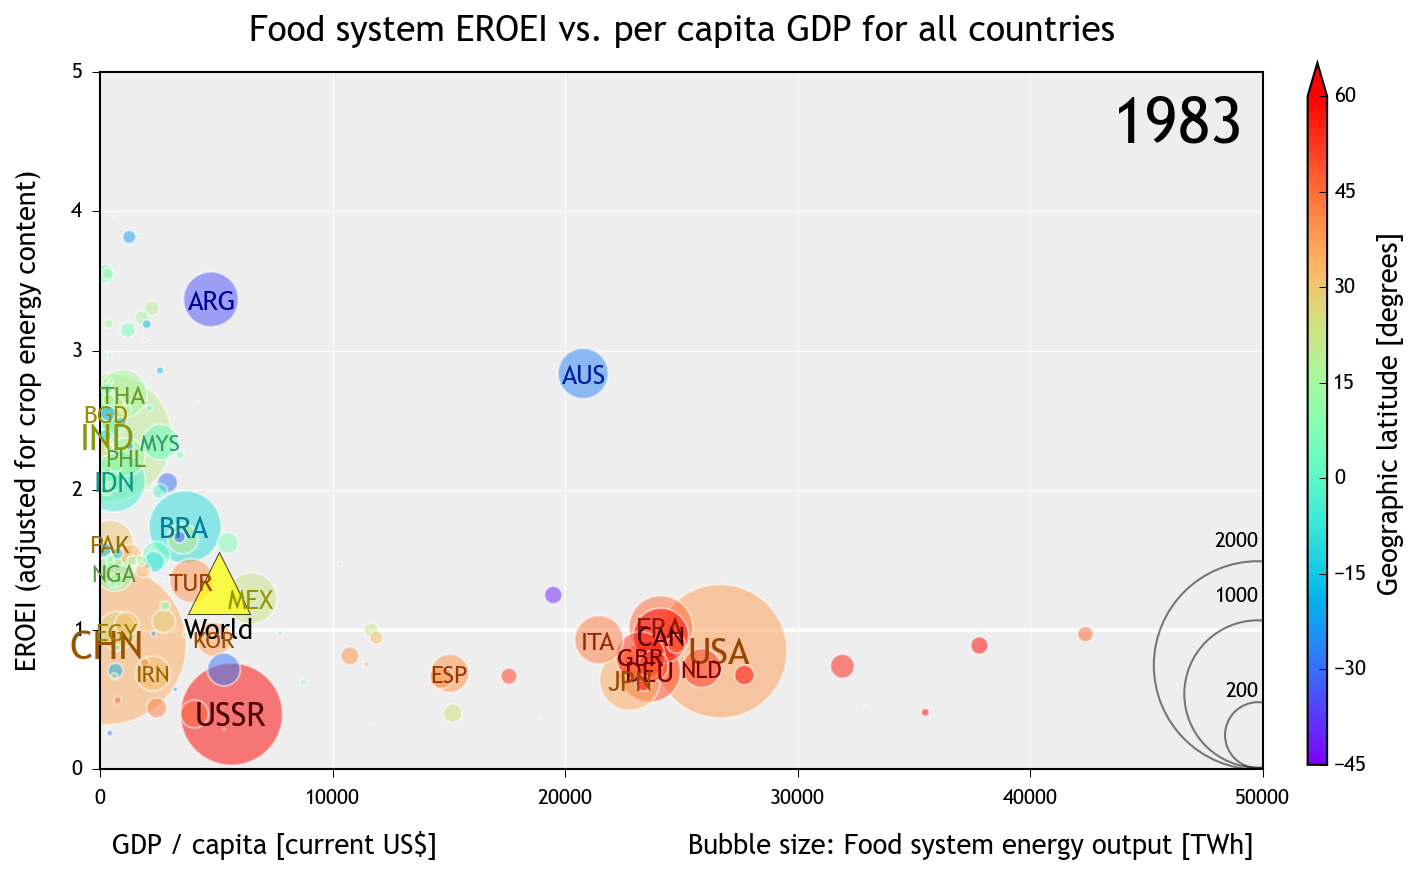 Food system EROEI vs. per capita GDP for all countries
1983
EROEI (adjusted for crop energy content)
5
4
3
2
1
0
ARG
AUS
THA
BGD
IND
MYS
PHL
IDN
BRA
PAK
NGA
TUR
MEX
World
EGY
CHN
KOR
IRN
USSR
ESP
ITA
FRA
CAN
GBR
DEU
JPN
NLD
USA
2000
1000
200
0
10000
20000
30000
40000
50000
GDP / capita [current US$]
Bubble size: Food system energy output [TWh]
60
45
30
15
0
−15
−30
−45
Geographic latitude [degrees]